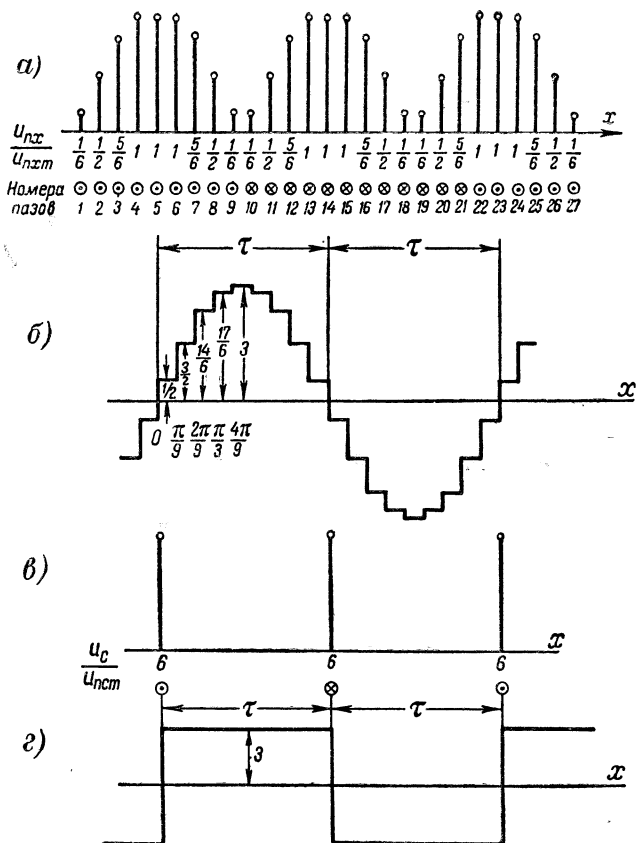 а)
x
uпх/uпхm 1/6 1/2 5/6 1 1 1 5/6 1/2 1/6 1/6 1/2 5/6 1 1 1 5/6 1/2 1/6 1/6 1/2 5/6 1 1 1 5/6 1/2 1/6
Номера пазов ⊙ ⊙ ⊙ ⊙ ⊙ ⊙ ⊙ ⊙ ⊙ ⊗ ⊗ ⊗ ⊗ ⊗ ⊗ ⊗ ⊗ ⊗ ⊗ ⊗ ⊗ ⊙ ⊙ ⊙ ⊙ ⊙ ⊙
1 2 3 4 5 6 7 8 9 10 11 12 13 14 15 16 17 18 19 20 21 22 23 24 25 26 27
τ τ
б)
1/2 3/2 14/6 17/6 3
x
0 π/9 2π/9 π/3 4π/9
в)
x
uс/uпсm 6 6 6
⊙ ⊗ ⊙
τ τ
г)
3
x